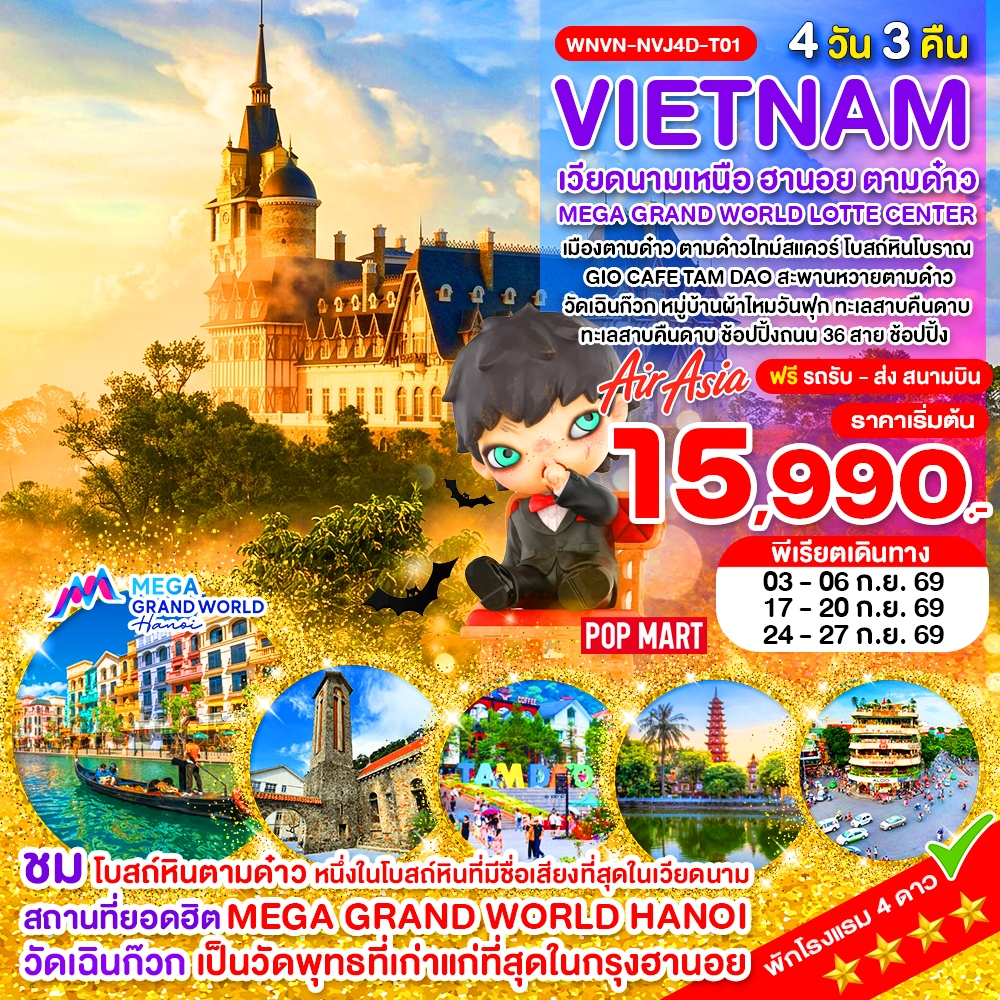 WNVN-NVJ4D-T01
4 วัน 3 คืน
VIETNAM
เวียดนามเหนือ ฮานอย ตามด๋าว
MEGA GRAND WORLD LOTTE CENTER
เมืองตามด๋าว ตามด๋าวไทม์สแควร์ โบสถ์หินโบราณ
GIO CAFE TAM DAO สะพานหวายตามด๋าว
วัดเฉินก๊วก หมู่บ้านผ้าไหมวันฟุก ทะเลสาบคืนดาบ
ทะเลสาบคืนดาบ ช้อปปิ้งถนน 36 สาย ช้อปปิ้ง
AirAsia
ฟรี รถรับ - ส่ง สนามบิน
ราคาเริ่มต้น
15,990.-
พีเรียตเดินทาง
03 - 06 ก.ย. 69
17 - 20 ก.ย. 69
24 - 27 ก.ย. 69
POP MART
MEGA
GRAND WORLD
Hanoi
COFFEE
TAM DAO
ALDO
ชม โบสถ์หินตามด๋าว หนึ่งในโบสถ์หินที่มีชื่อเสียงที่สุดในเวียดนาม
สถานที่ยอดฮิต MEGA GRAND WORLD HANOI
วัดเฉินก๊วก เป็นวัดพุทธที่เก่าแก่ที่สุดในกรุงฮานอย
พักโรงแรม 4 ดาว